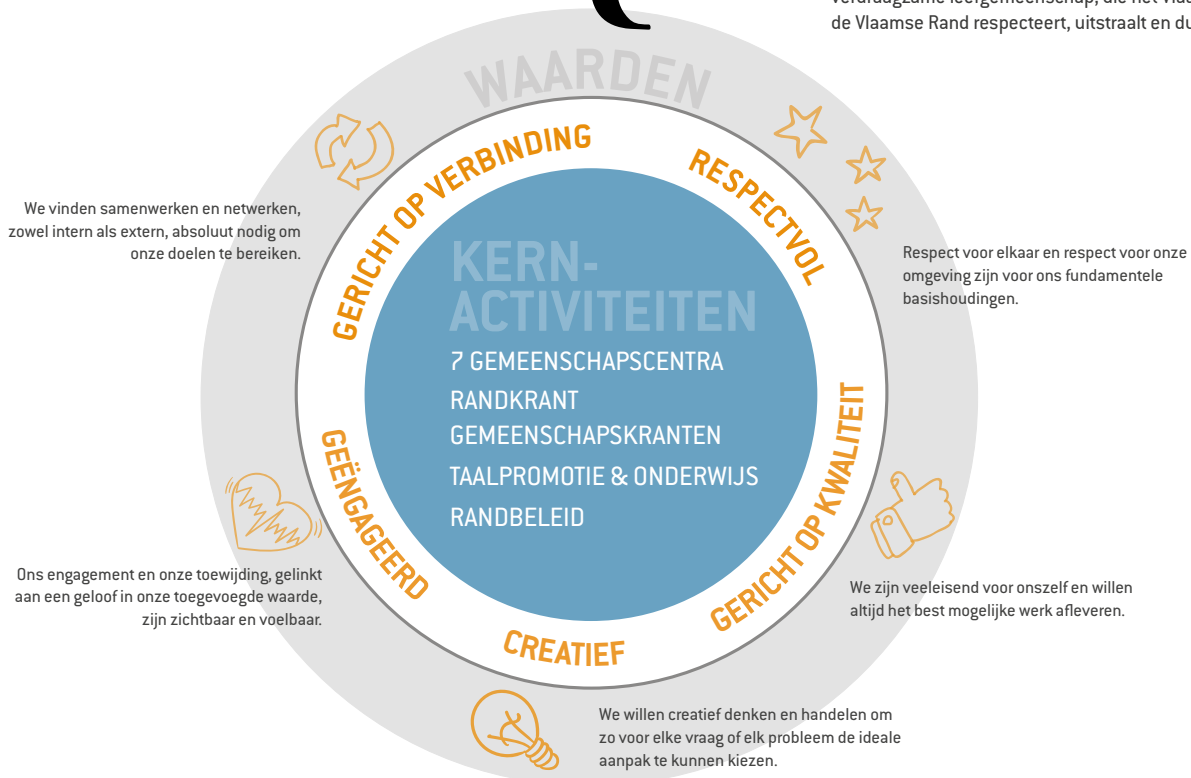 de Vlaamse Rand respecteert, uitstraalt en
WAARDEN
GERICHT OP VERBINDING
RESPECTVOL
We vinden samenwerken en netwerken,
zowel intern als extern, absoluut nodig om
onze doelen te bereiken.
Respect voor elkaar en respect voor onze
omgeving zijn voor ons fundamentele
basishoudingen.
KERN-
ACTIVITEITEN
7 GEMEENSCHAPSCENTRA
RANDKRANT
GEMEENSCHAPSKRANTEN
TAALPROMOTIE & ONDERWIJS
RANDBELEID
GEËNGAGEERD
GERICHT OP KWALITEIT
Ons engagement en onze toewijding, gelinkt
aan een geloof in onze toegevoegde waarde,
zijn zichtbaar en voelbaar.
We zijn veeleisend voor onszelf en willen
altijd het best mogelijke werk afleveren.
CREATIEF
We willen creatief denken en handelen om
zo voor elke vraag of elk probleem de ideale
aanpak te kunnen kiezen.